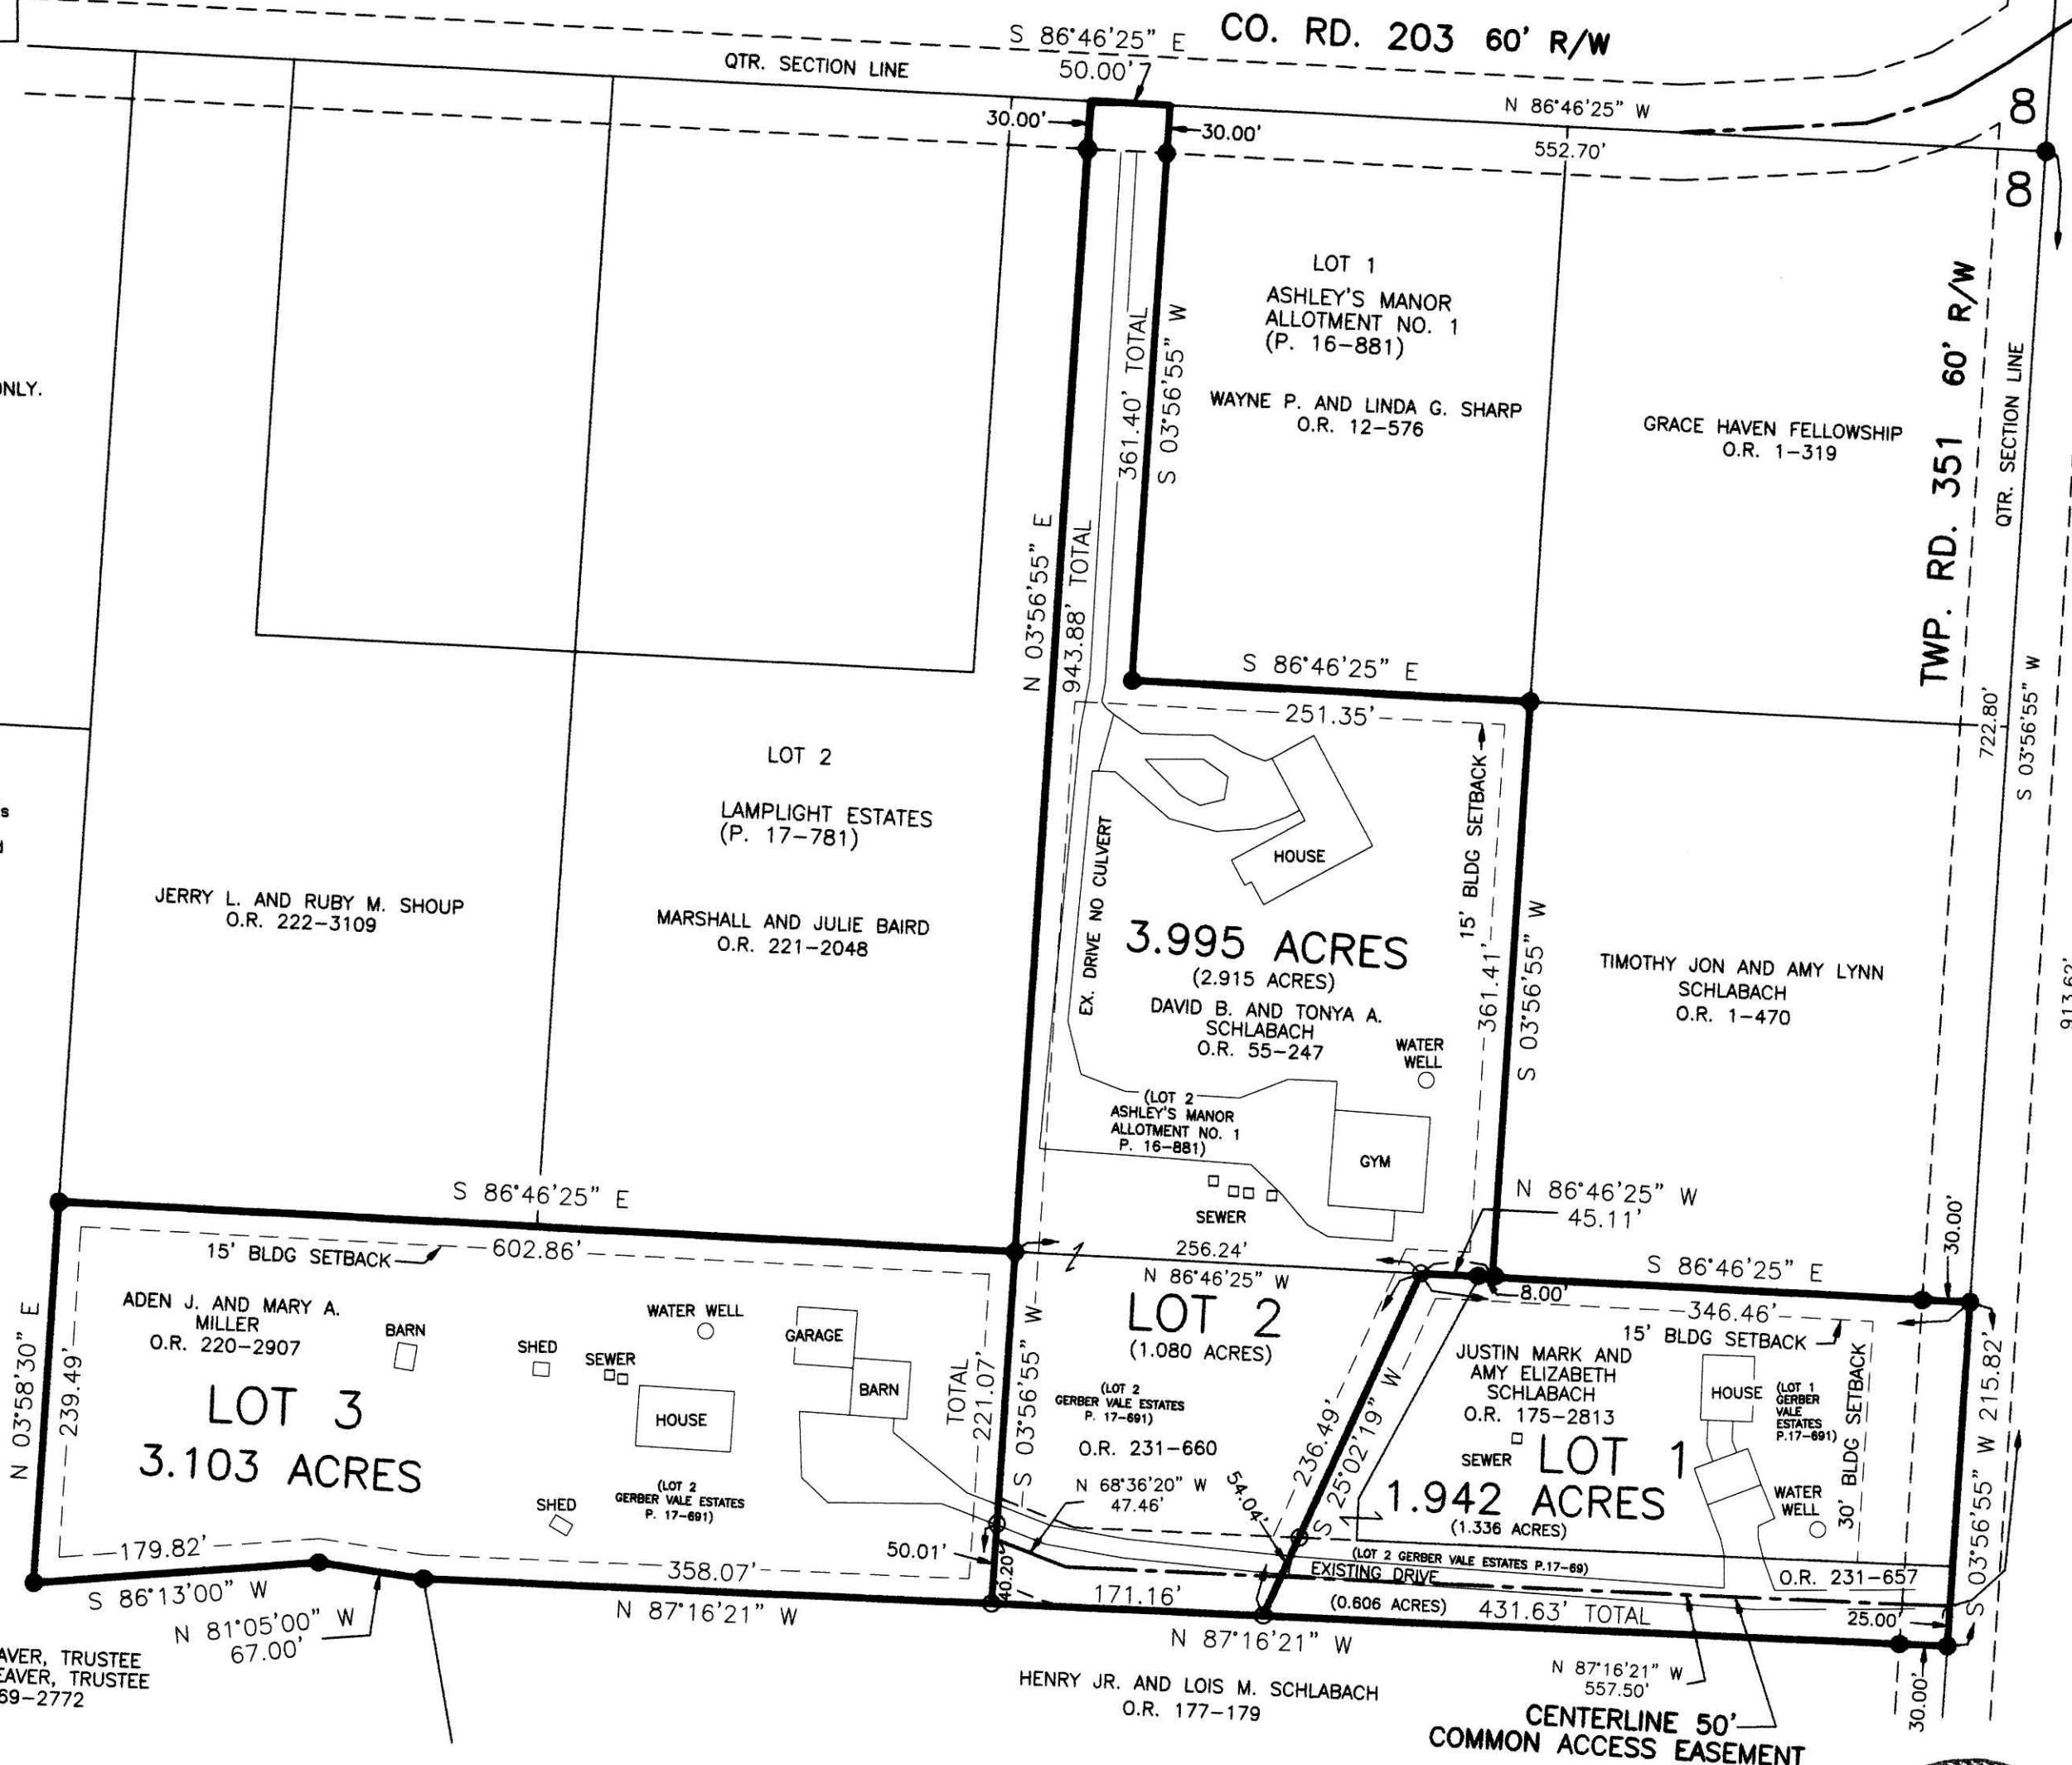 S 86°46'25" E
CO. RD. 203 60' R/W
QTR. SECTION LINE
50.00'
30.00'
30.00'
N 86°46'25" W
552.70'
8
8
LOT 1
ASHLEY'S MANOR
ALLOTMENT NO. 1
(P. 16-881)
WAYNE P. AND LINDA G. SHARP
O.R. 12-576
GRACE HAVEN FELLOWSHIP
O.R. 1-319
TWP. RD. 351 60' R/W
QTR. SECTION LINE
722.80'
S 03°56'55" W
361.40' TOTAL
S 03°56'55" W
N 03°56'55" E
943.88' TOTAL
ONLY.
S 86°46'25" E
251.35'
LOT 2
LAMPLIGHT ESTATES
(P. 17-781)
MARSHALL AND JULIE BAIRD
O.R. 221-2048
JERRY L. AND RUBY M. SHOUP
O.R. 222-3109
EX. DRIVE NO CULVERT
HOUSE
15' BLDG SETBACK
361.41'
S 03°56'55" W
3.995 ACRES
(2.915 ACRES)
DAVID B. AND TONYA A.
SCHLABACH
O.R. 55-247
WATER
WELL
(LOT 2
ASHLEY'S MANOR
ALLOTMENT NO. 1
P. 16-881)
GYM
SEWER
TIMOTHY JON AND AMY LYNN
SCHLABACH
O.R. 1-470
913.62'
N 86°46'25" W
45.11'
S 86°46'25" E
602.86'
15' BLDG SETBACK
256.24'
N 86°46'25" W
S 86°46'25" E
8.00'
346.46'
30.00'
15' BLDG SETBACK
N 03°58'30" E
239.49'
ADEN J. AND MARY A.
MILLER
O.R. 220-2907
BARN
SHED
SEWER
WATER WELL
GARAGE
BARN
HOUSE
LOT 3
3.103 ACRES
SHED
(LOT 2
GERBER VALE ESTATES
P. 17-691)
TOTAL
221.07'
S 03°56'55" W
LOT 2
(1.080 ACRES)
(LOT 2
GERBER VALE ESTATES
P. 17-691)
O.R. 231-660
N 68°36'20" W
47.46'
54.04'
236.49'
S 25°02'19" W
JUSTIN MARK AND
AMY ELIZABETH
SCHLABACH
O.R. 175-2813
SEWER
LOT 1
1.942 ACRES
(1.336 ACRES)
HOUSE
(LOT 1
GERBER
VALE
ESTATES
P.17-691)
WATER
WELL
30' BLDG SETBACK
S 03°56'55" W 215.82'
(LOT 2 GERBER VALE ESTATES P.17-69)
EXISTING DRIVE
O.R. 231-657
(0.606 ACRES)
431.63' TOTAL
25.00'
179.82'
358.07'
50.01'
40.20'
171.16'
S 86°13'00" W
N 81°05'00" W
67.00'
N 87°16'21" W
N 87°16'21" W
HENRY JR. AND LOIS M. SCHLABACH
O.R. 177-179
N 87°16'21" W
557.50'
30.00'
CENTERLINE 50'
COMMON ACCESS EASEMENT
AVER, TRUSTEE
EAVER, TRUSTEE
69-2772